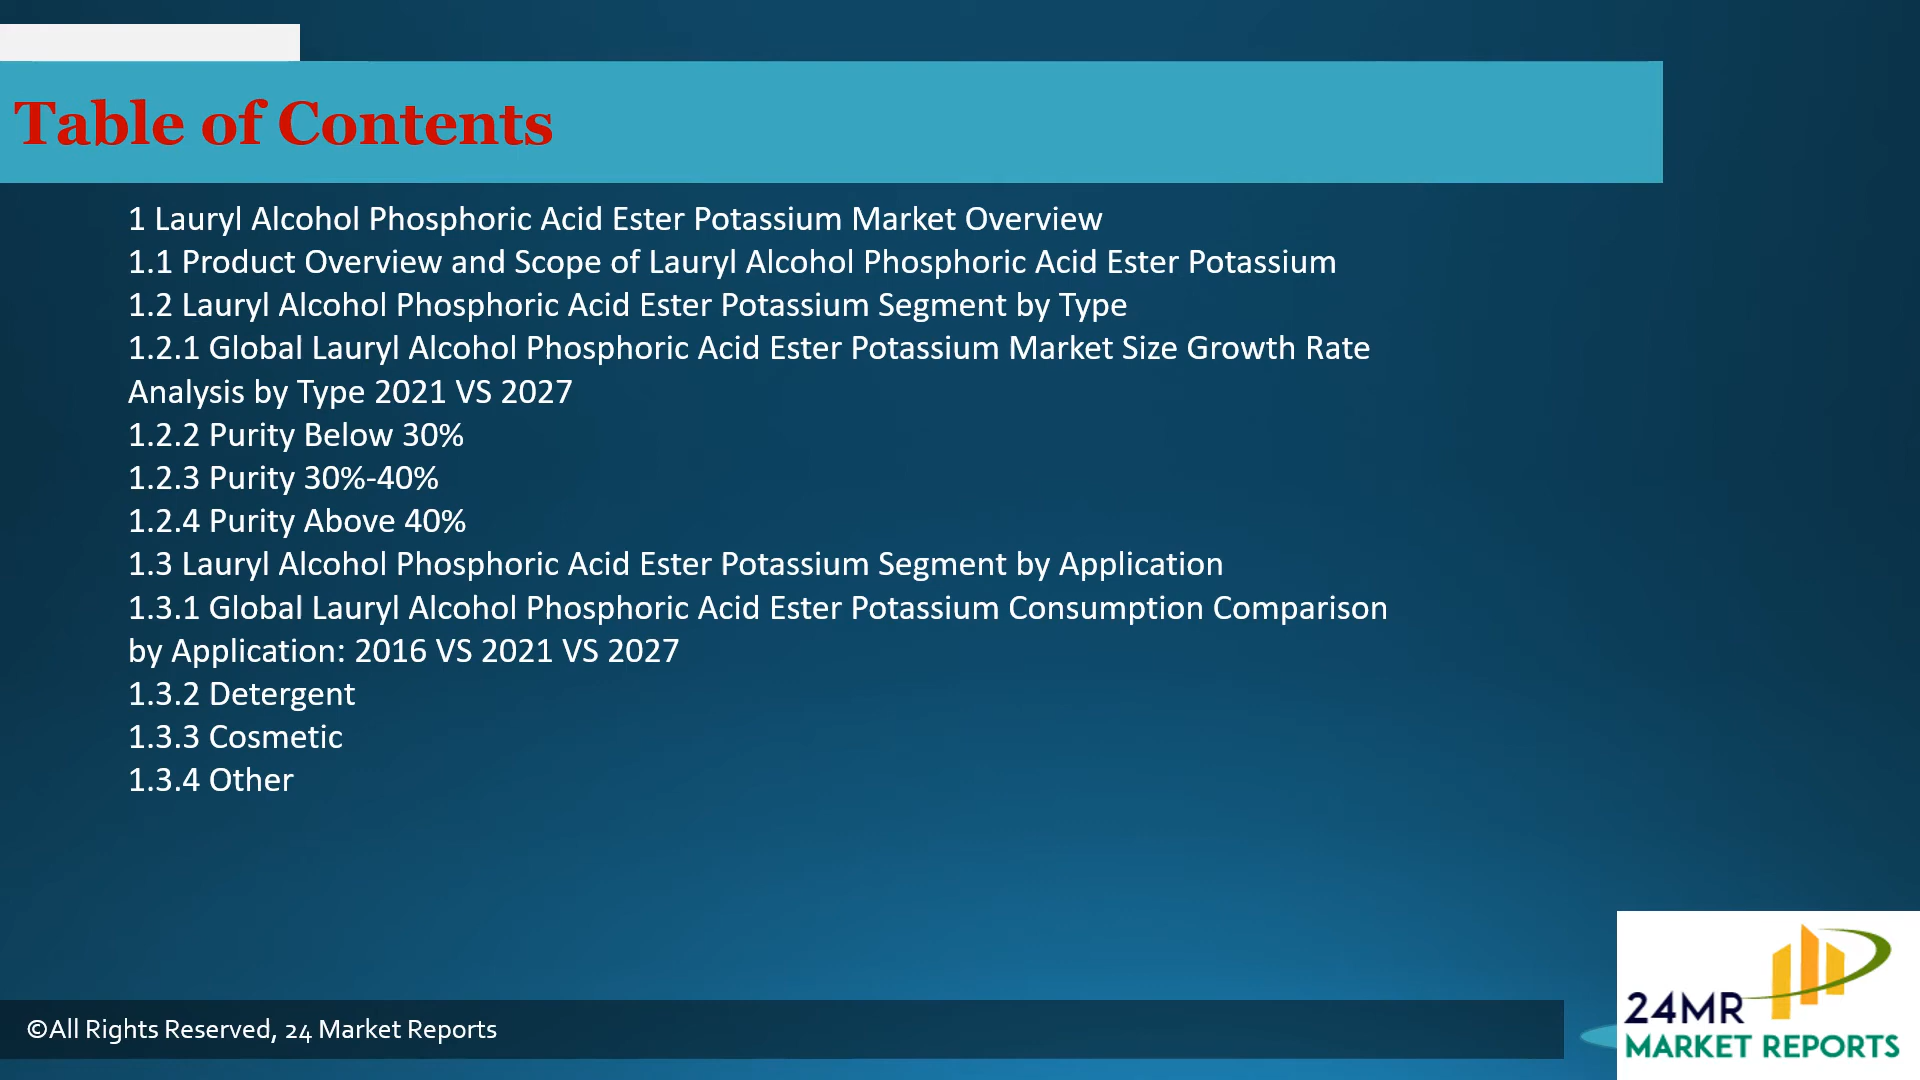 Table of Contents
1 Lauryl Alcohol Phosphoric Acid Ester Potassium Market Overview
1.1 Product Overview and Scope of Lauryl Alcohol Phosphoric Acid Ester Potassium
1.2 Lauryl Alcohol Phosphoric Acid Ester Potassium Segment by Type
1.2.1 Global Lauryl Alcohol Phosphoric Acid Ester Potassium Market Size Growth Rate
Analysis by Type 2021 VS 2027
1.2.2 Purity Below 30%
1.2.3 Purity 30%-40%
1.2.4 Purity Above 40%
1.3 Lauryl Alcohol Phosphoric Acid Ester Potassium Segment by Application
1.3.1 Global Lauryl Alcohol Phosphoric Acid Ester Potassium Consumption Comparison
by Application: 2016 VS 2021 VS 2027
1.3.2 Detergent
1.3.3 Cosmetic
1.3.4 Other
©All Rights Reserved, 24 Market Reports
24MR
MARKET REPORTS